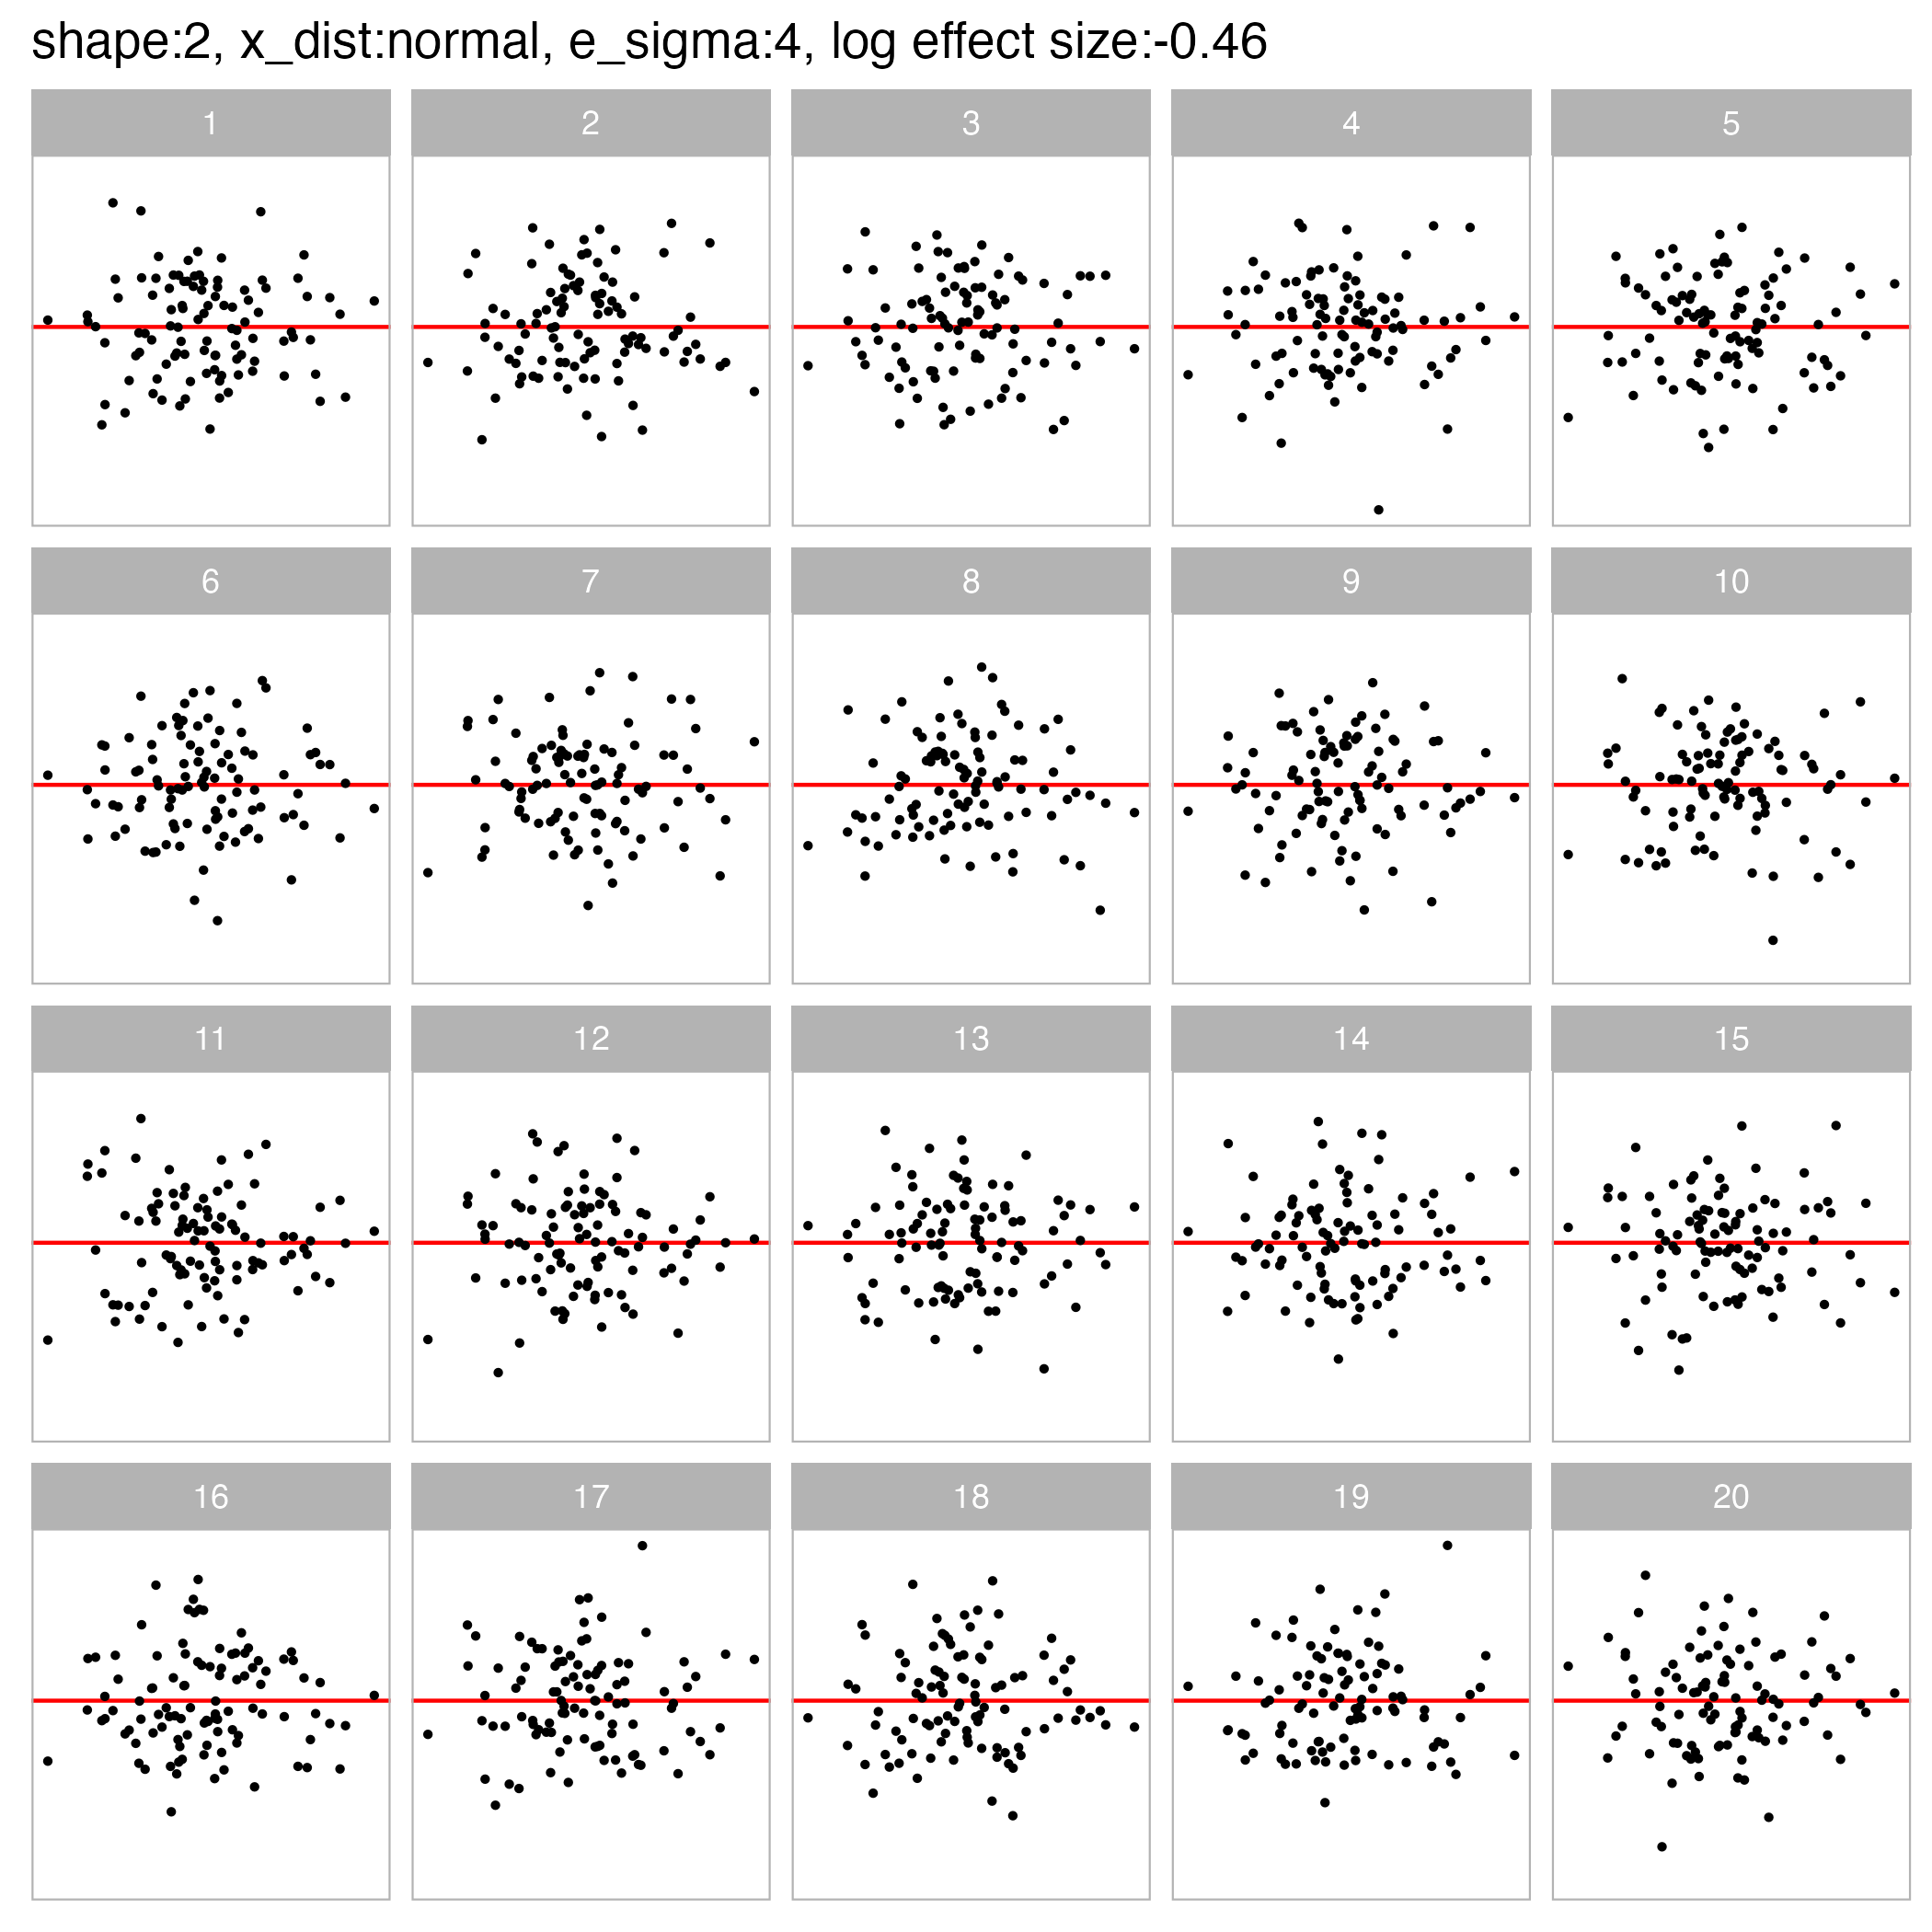 shape:2, x_dist:normal, e_sigma:4, log effect size:-0.46
1 2 3 4 5
6 7 8 9 10
11 12 13 14 15
16 17 18 19 20